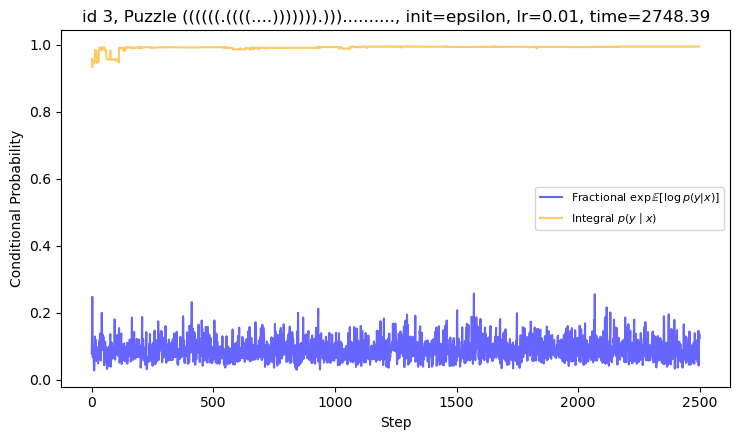 id 3, Puzzle ((((((.((((....))))))).))).........., init=epsilon, lr=0.01, time=2748.39
Conditional Probability
1.0
0.8
0.6
0.4
0.2
0.0
Fractional exp𝔼[log p(y|x)]
Integral p(y | x)
0
500
1000
1500
2000
2500
Step